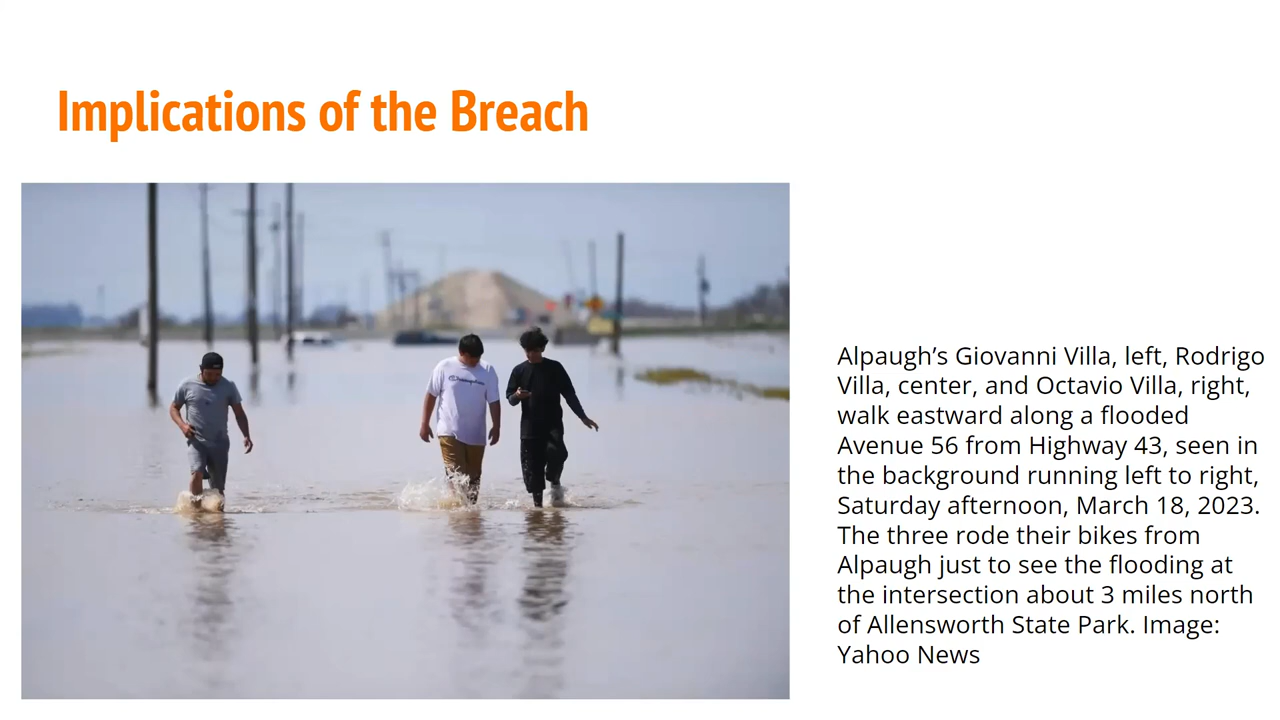 Implications of the Breach
Alpaugh’s Giovanni Villa, left, Rodrigo
Villa, center, and Octavio Villa, right,
walk eastward along a flooded
Avenue 56 from Highway 43, seen in
the background running left to right,
Saturday afternoon, March 18, 2023.
The three rode their bikes from
Alpaugh just to see the flooding at
the intersection about 3 miles north
of Allensworth State Park. Image:
Yahoo News